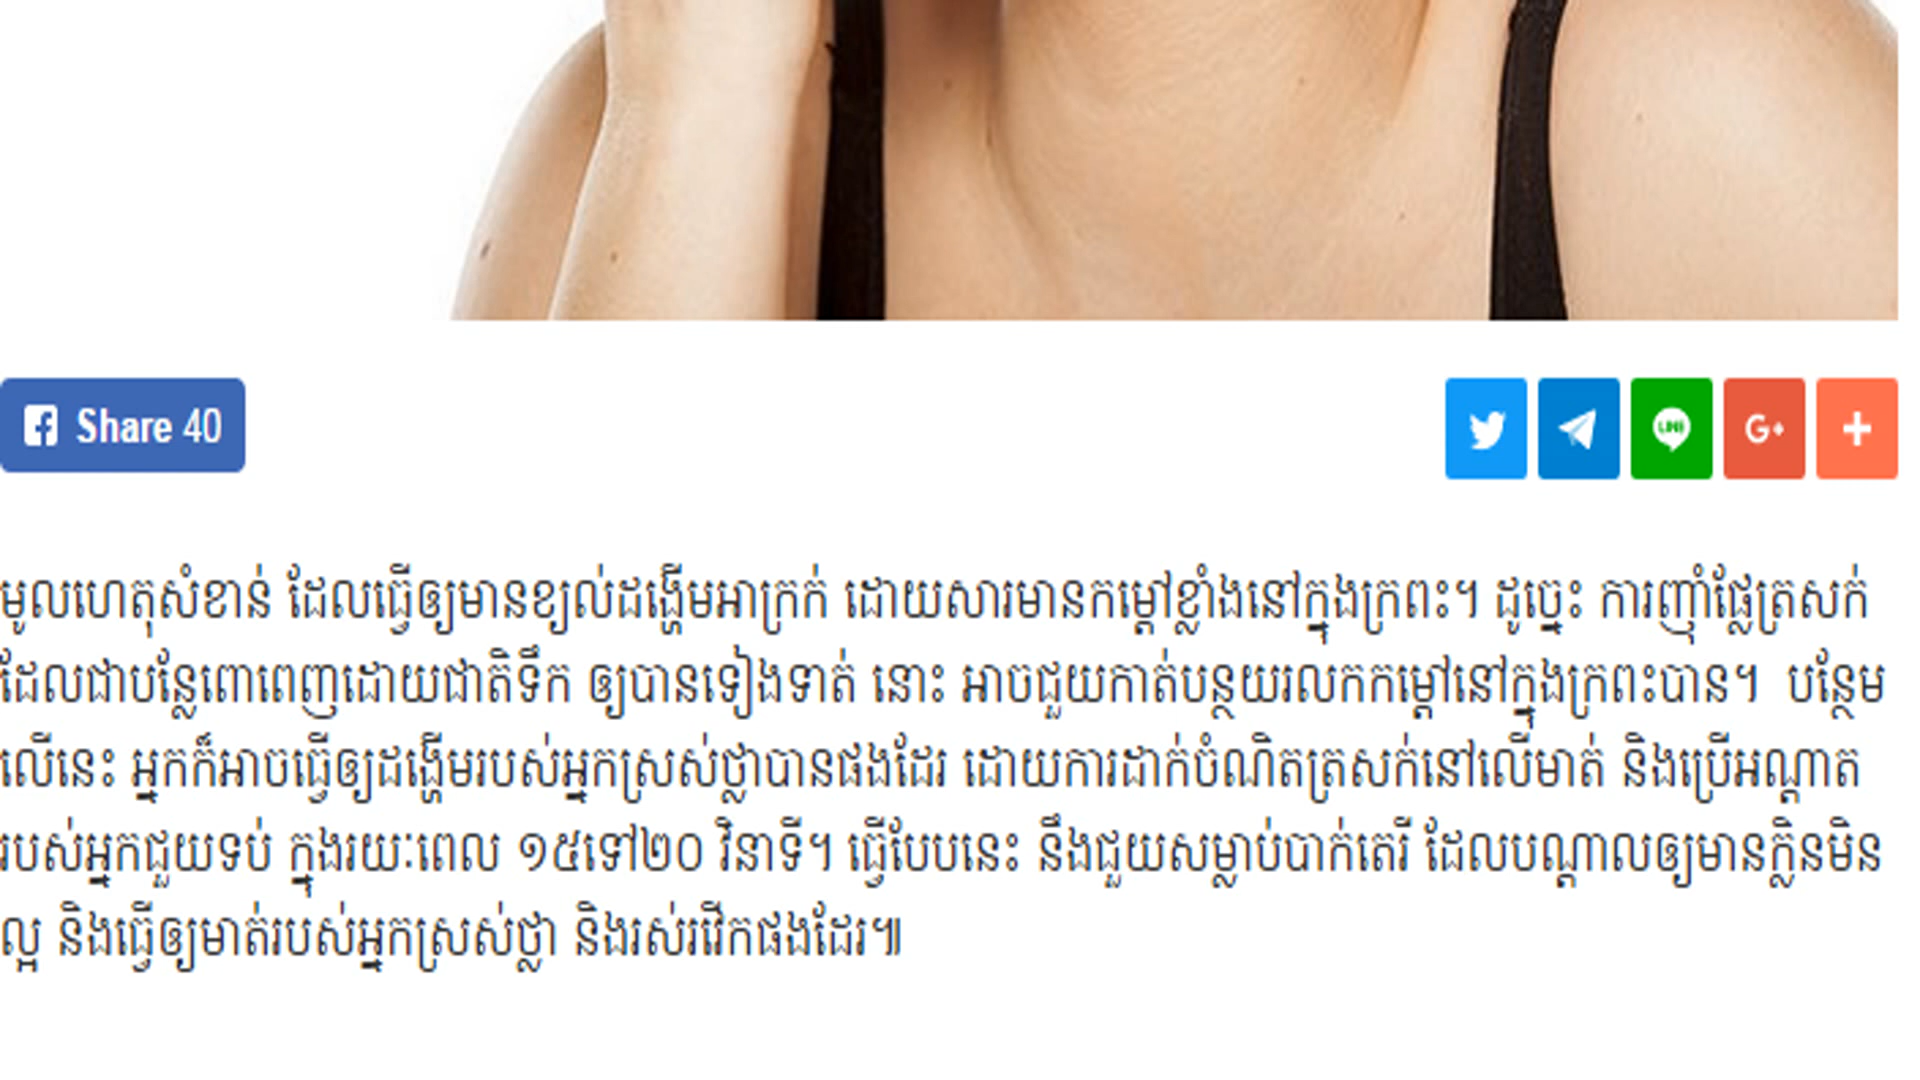 Share 40
LINE
G+
មូលហេតុសំខាន់ ដែលធ្វើឲ្យមានខ្យល់ដង្ហើមអាក្រក់ ដោយសារមានកម្តៅខ្លាំងនៅក្នុងក្រពះ។ ដូច្នេះ ការញ៉ាំផ្លែត្រសក់
ដែលជាបន្លែពោពេញដោយជាតិទឹក ឲ្យបានទៀងទាត់ នោះ អាចជួយកាត់បន្ថយរលកកម្តៅនៅក្នុងក្រពះបាន។ បន្ថែម
លើនេះ អ្នកក៏អាចធ្វើឲ្យដង្ហើមរបស់អ្នកស្រស់ថ្លាបានផងដែរ ដោយការដាក់ចំណិតត្រសក់នៅលើមាត់ និងប្រើអណ្តាត
របស់អ្នកជួយទប់ ក្នុងរយៈពេល ១៥ទៅ២០ វិនាទី។ ធ្វើបែបនេះ នឹងជួយសម្លាប់បាក់តេរី ដែលបណ្តាលឲ្យមានក្លិនមិន
ល្អ និងធ្វើឲ្យមាត់របស់អ្នកស្រស់ថ្លា និងរស់រវើកផងដែរ៕